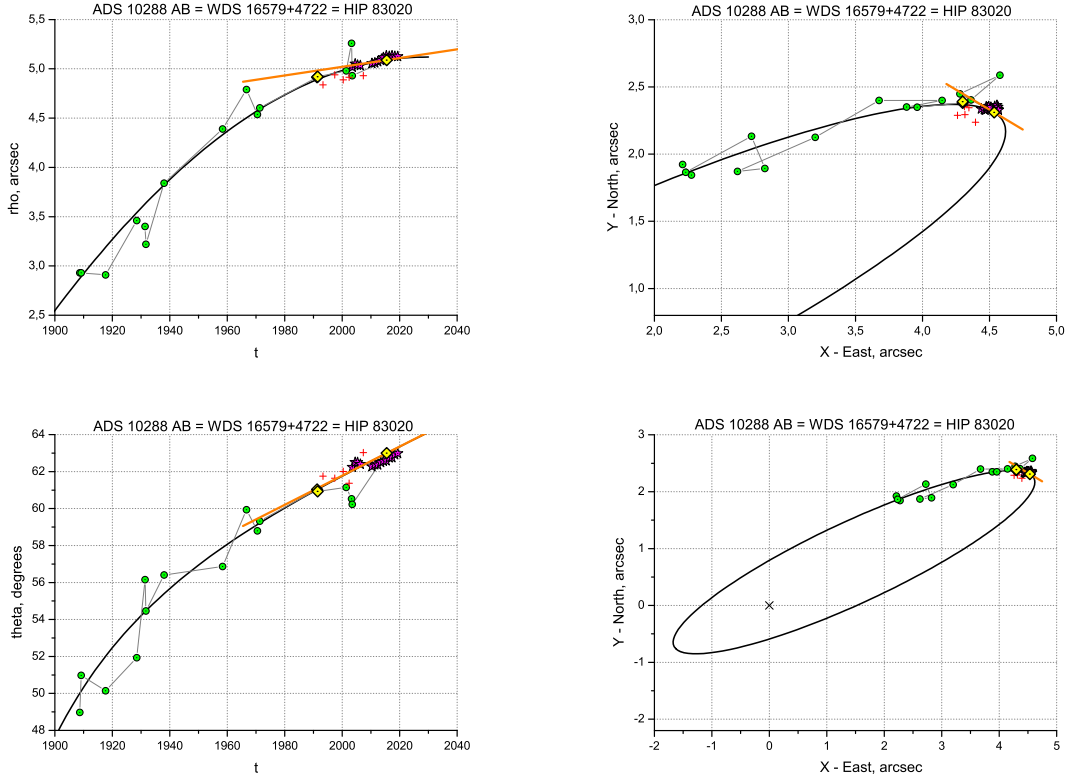 ADS 10288 AB = WDS 16579+4722 = HIP 83020
5,5
5,0
4,5
4,0
3,5
3,0
2,5
rho, arcsec
1900 1920 1940 1960 1980 2000 2020 2040
t
ADS 10288 AB = WDS 16579+4722 = HIP 83020
3,0
2,5
2,0
1,5
1,0
Y - North, arcsec
2,0 2,5 3,0 3,5 4,0 4,5 5,0
X - East, arcsec
ADS 10288 AB = WDS 16579+4722 = HIP 83020
64
62
60
58
56
54
52
50
48
theta, degrees
1900 1920 1940 1960 1980 2000 2020 2040
t
ADS 10288 AB = WDS 16579+4722 = HIP 83020
3
2
1
0
-1
-2
Y - North, arcsec
-2 -1 0 1 2 3 4 5
X - East, arcsec